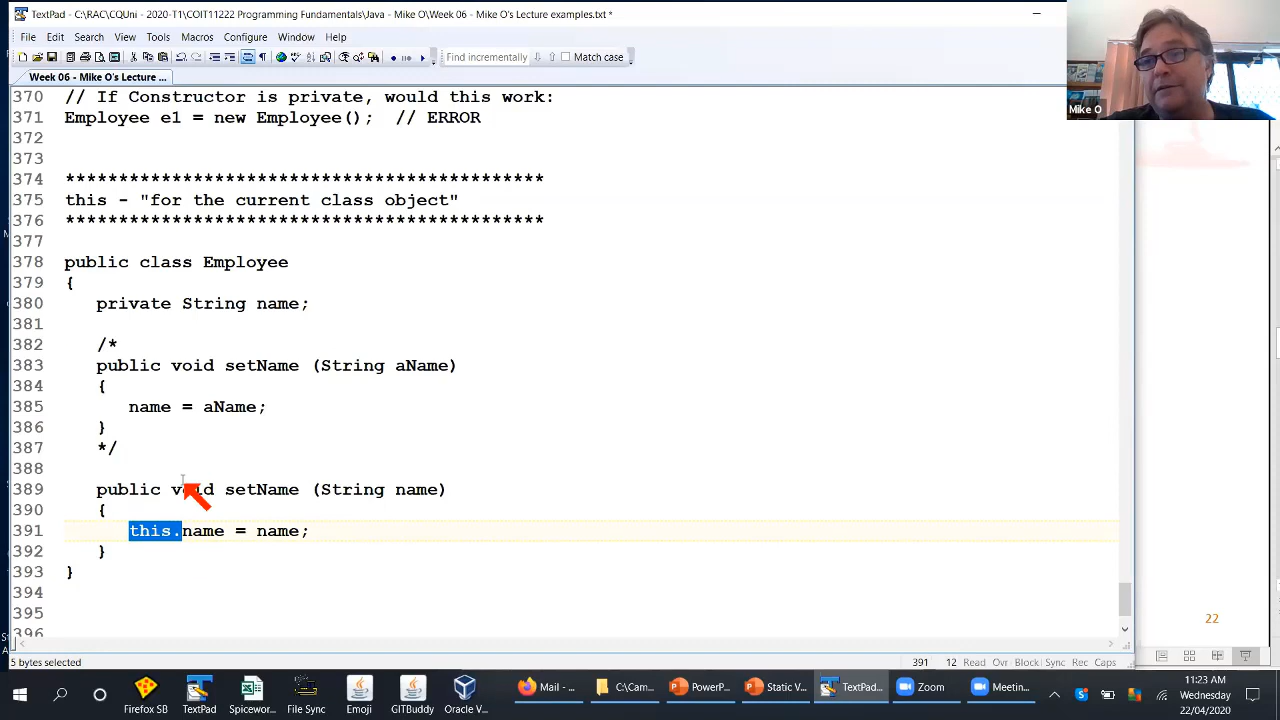 TextPad - C:\RAC\CQUni - 2020-T1\COIT11222 Programming Fundamentals\Java - Mike O\Week 06 - Mike O's Lecture examples.txt *
File Edit Search View Tools Macros Configure Window Help
Find incrementally Match case
Week 06 - Mike O's Lecture ...
Mike O
370 // If Constructor is private, would this work:
371 Employee e1 = new Employee(); // ERROR
372
373
374 *********************************************
375 this - "for the current class object"
376 *********************************************
377
378 public class Employee
379 {
380 private String name;
381
382 /*
383 public void setName (String aName)
384 {
385 name = aName;
386 }
387 */
388
389 public void setName (String name)
390 {
391 this.name = name;
392 }
393 }
394
395
396
22
5 bytes selected
391 12 Read Ovr Block Sync Rec Caps
Firefox SB TextPad Spicewor... File Sync Emoji GITBuddy Oracle V...
Mail - ... C:\Cam... PowerP... Static V... TextPad... Zoom Meetin...
11:23 AM
Wednesday
22/04/2020